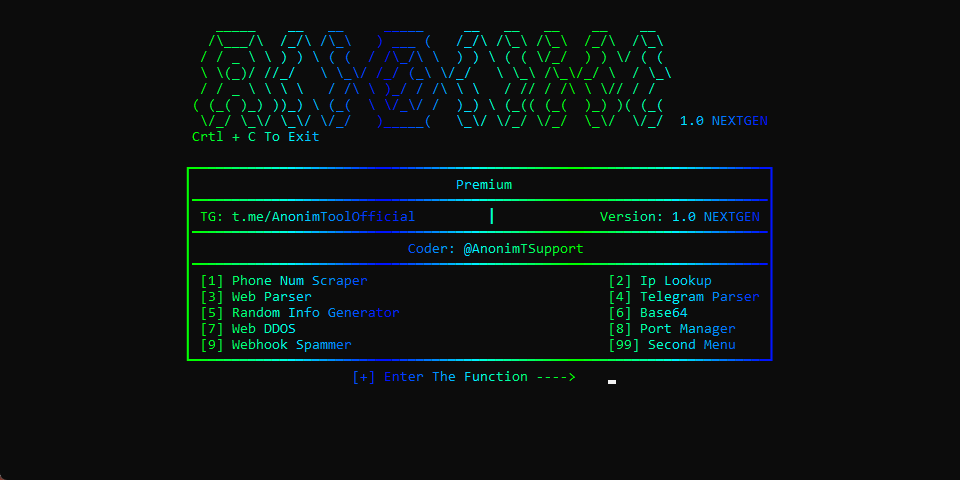 1.0 NEXTGEN
Crtl + C To Exit
Premium
TG: t.me/AnonimToolOfficial | Version: 1.0 NEXTGEN
Coder: @AnonimTSupport
[1] Phone Num Scraper [2] Ip Lookup
[3] Web Parser [4] Telegram Parser
[5] Random Info Generator [6] Base64
[7] Web DDOS [8] Port Manager
[9] Webhook Spammer [99] Second Menu
[+] Enter The Function ---->